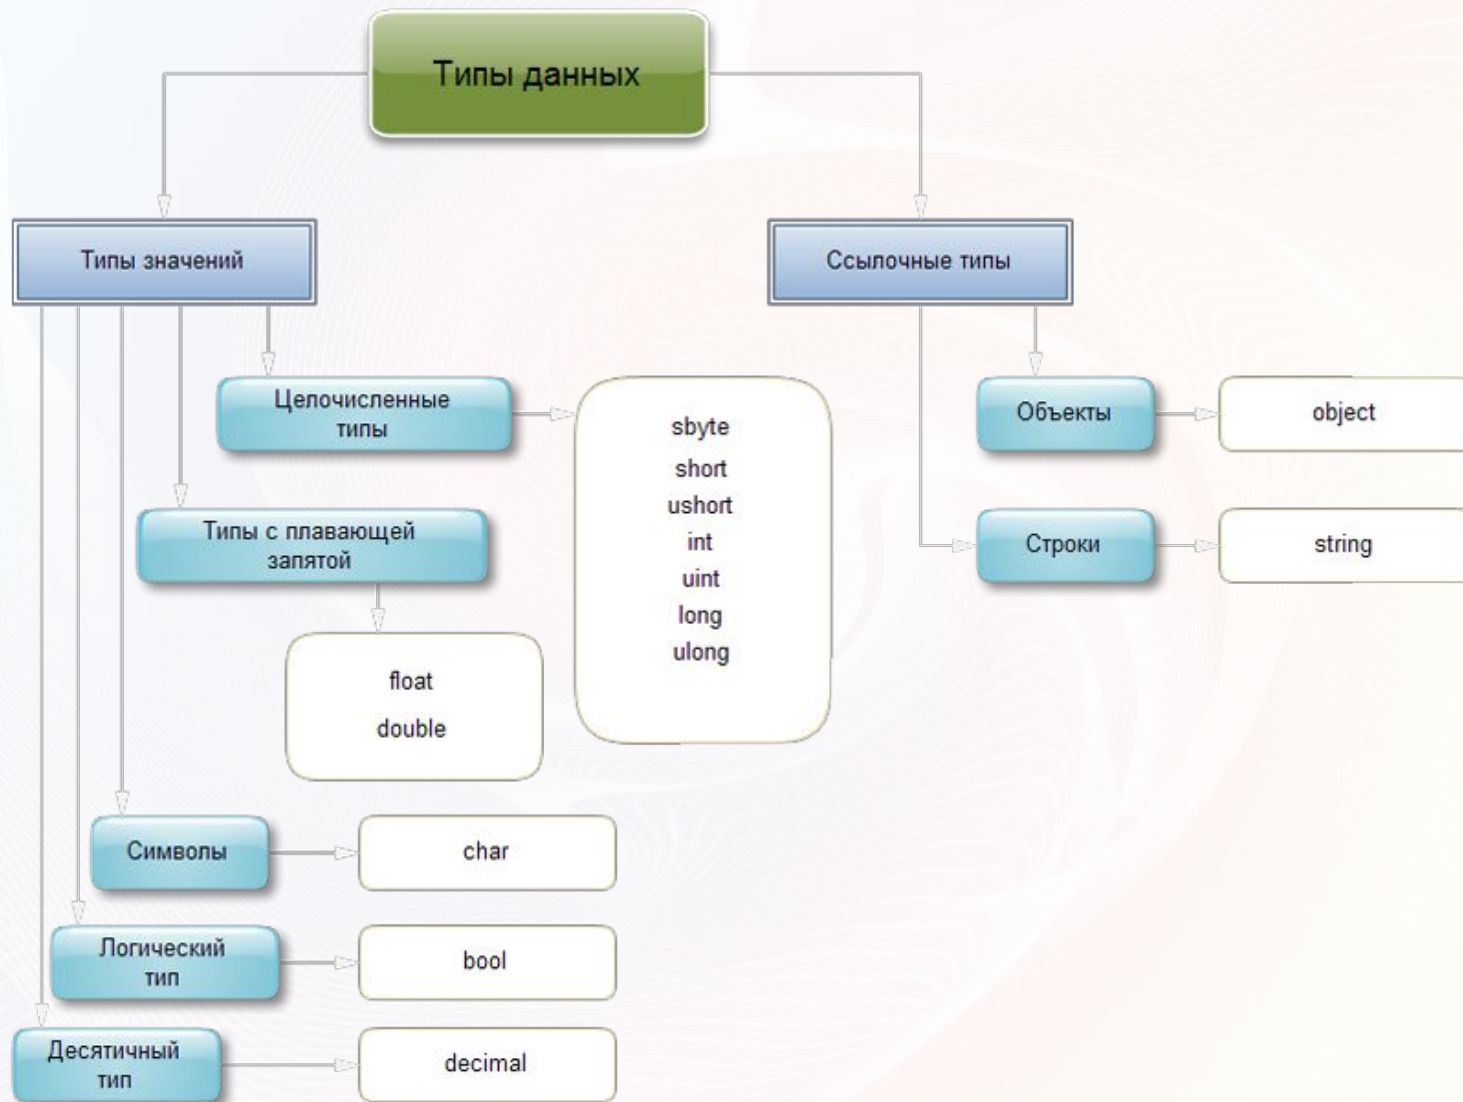 Типы данных
Типы значений
Ссылочные типы
Целочисленные
типы
sbyte
short
ushort
int
uint
long
ulong
Объекты
object
Типы с плавающей
запятой
Строки
string
float
double
Символы
char
Логический
тип
bool
Десятичный
тип
decimal